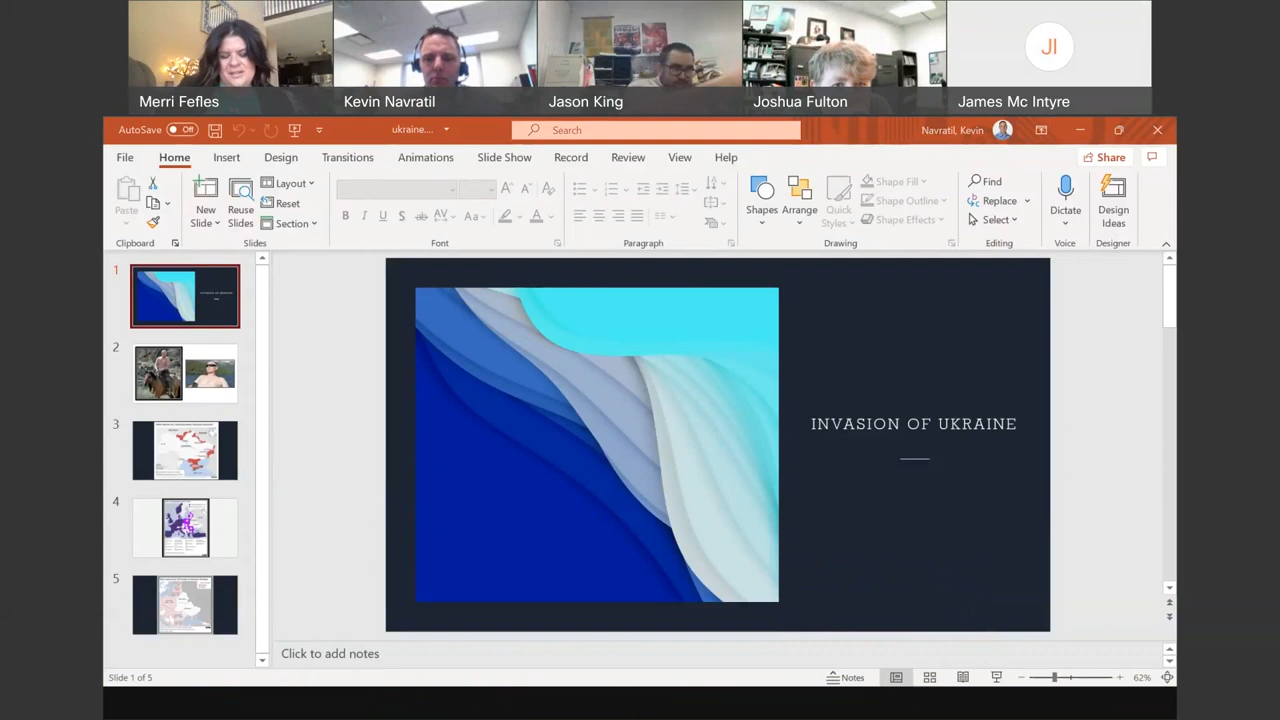 Merri Fefles
Kevin Navratil
Jason King
Joshua Fulton
JI
James Mc Intyre
AutoSave Off
ukraine....
Search
Navratil, Kevin
File Home Insert Design Transitions Animations Slide Show Record Review View Help
Share
Paste
Clipboard
New Slide
Reuse Slides
Layout
Reset
Section
Slides
B I U S ab AV Aa A
Font
Paragraph
Shapes
Arrange
Quick Styles
Shape Fill
Shape Outline
Shape Effects
Drawing
Find
Replace
Select
Editing
Dictate
Voice
Design Ideas
Designer
1
2
3
4
5
INVASION OF UKRAINE
Click to add notes
Slide 1 of 5
Notes
62%